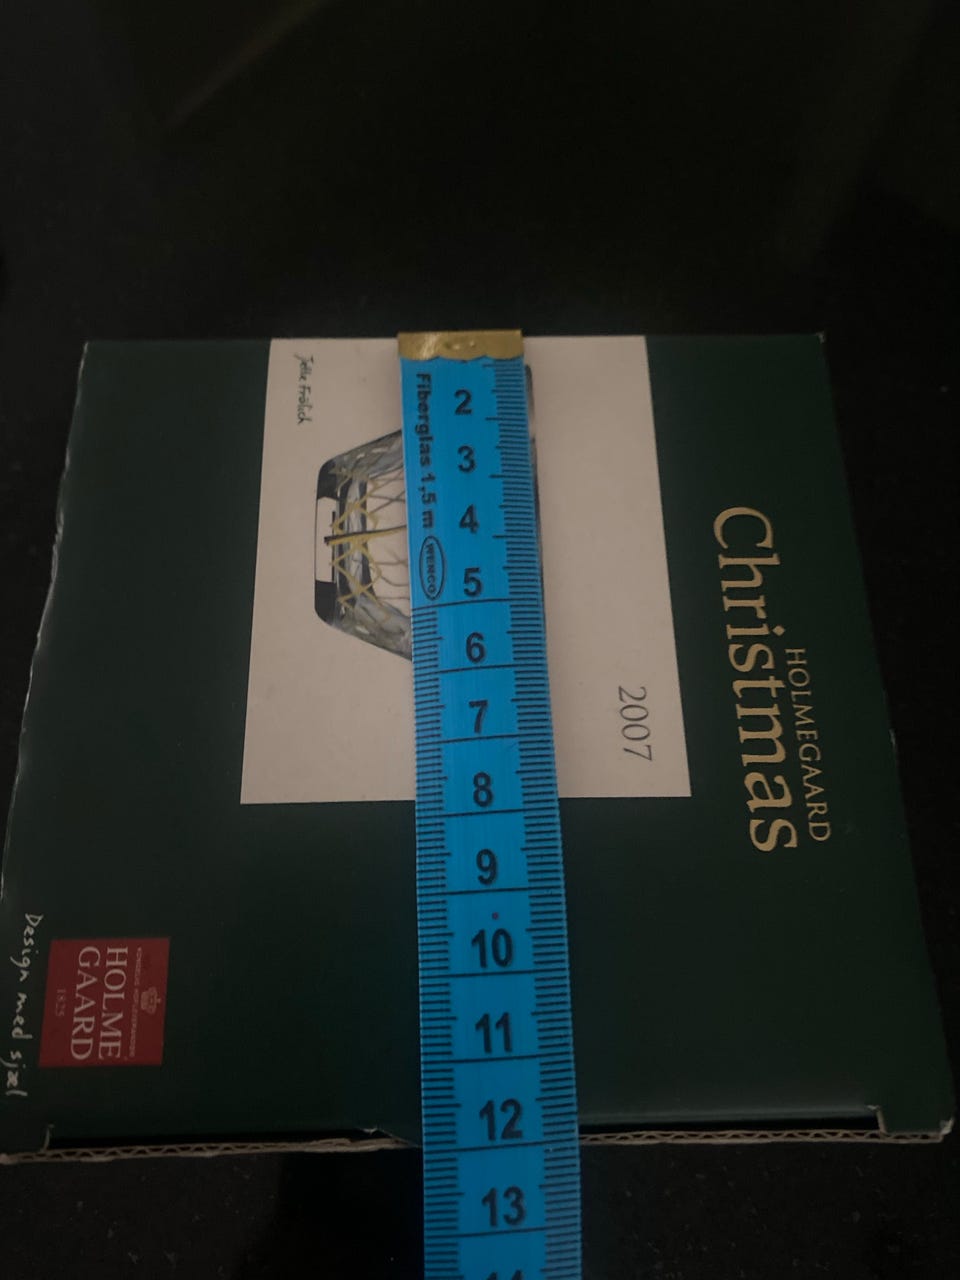 HOLMEGAARD
Christmas
2007
Jette Frölich
Fiberglas 1,5 m
WENCO
2
3
4
5
6
7
8
9
10
11
12
13
HOLME
GAARD
1825
Design med sjæl